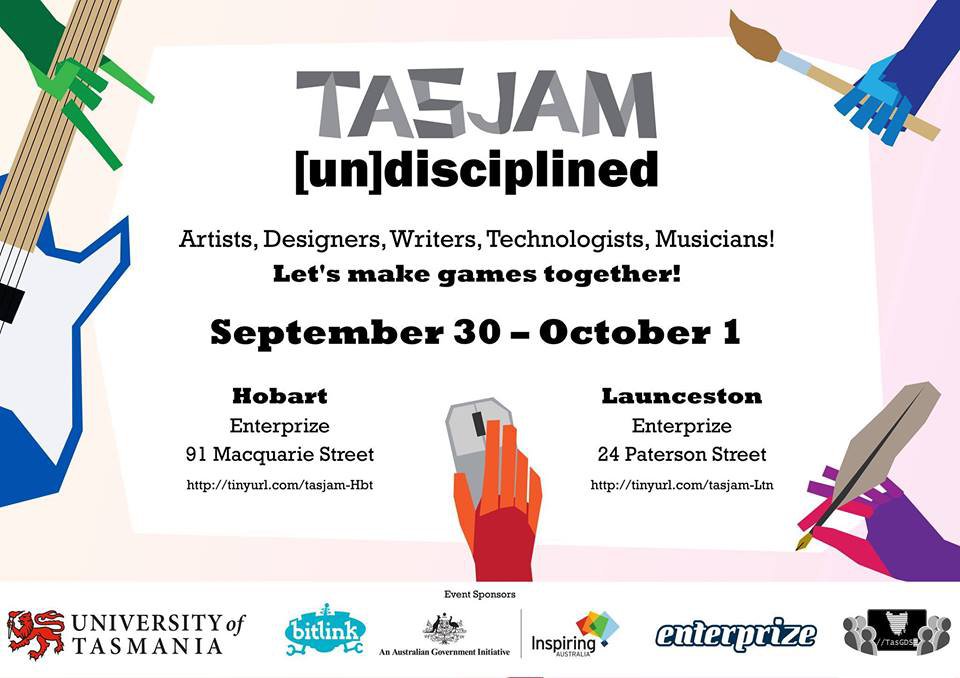 TASJAM
[un]disciplined
Artists, Designers, Writers, Technologists, Musicians!
Let's make games together!
September 30 – October 1
Hobart
Enterprize
91 Macquarie Street
http://tinyurl.com/tasjam-Hbt
Launceston
Enterprize
24 Paterson Street
http://tinyurl.com/tasjam-Ltn
Event Sponsors
UNIVERSITY of
TASMANIA
bitlink
An Australian Government Initiative
Inspiring
AUSTRALIA
enterprize
//TasGDS